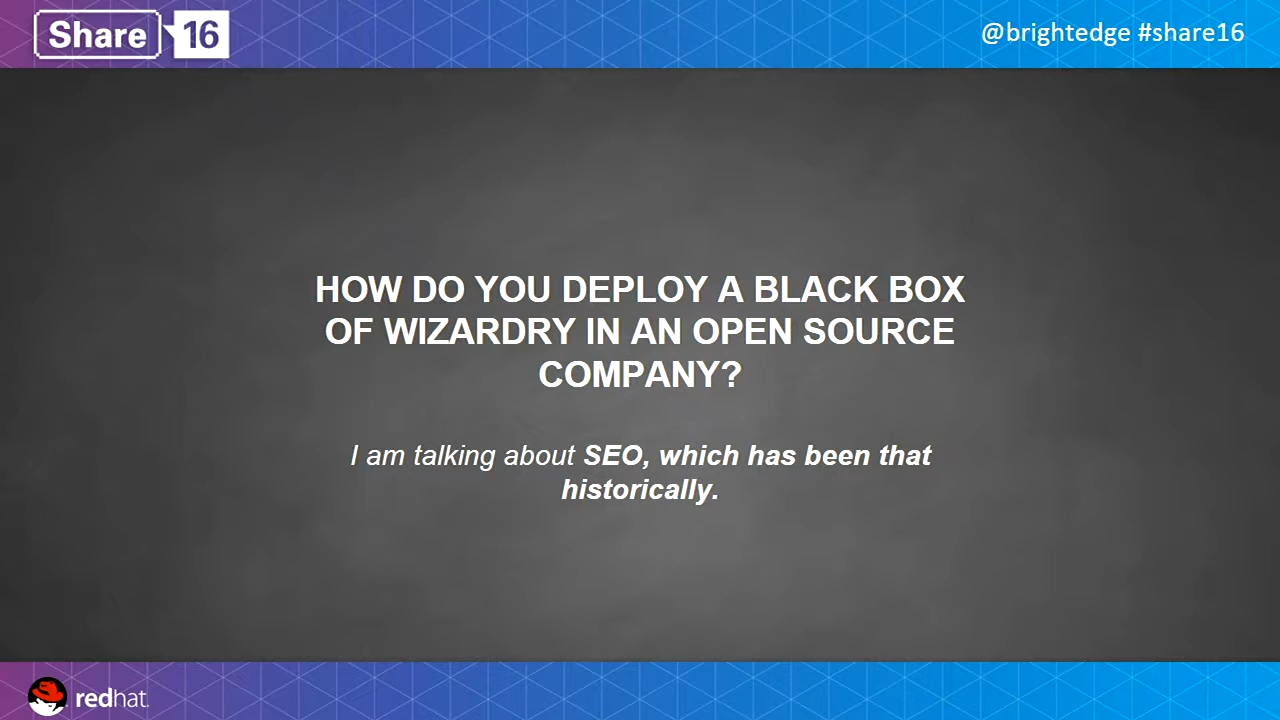 Share 16
@brightedge #share16
HOW DO YOU DEPLOY A BLACK BOX
OF WIZARDRY IN AN OPEN SOURCE
COMPANY?
I am talking about SEO, which has been that
historically.
redhat.